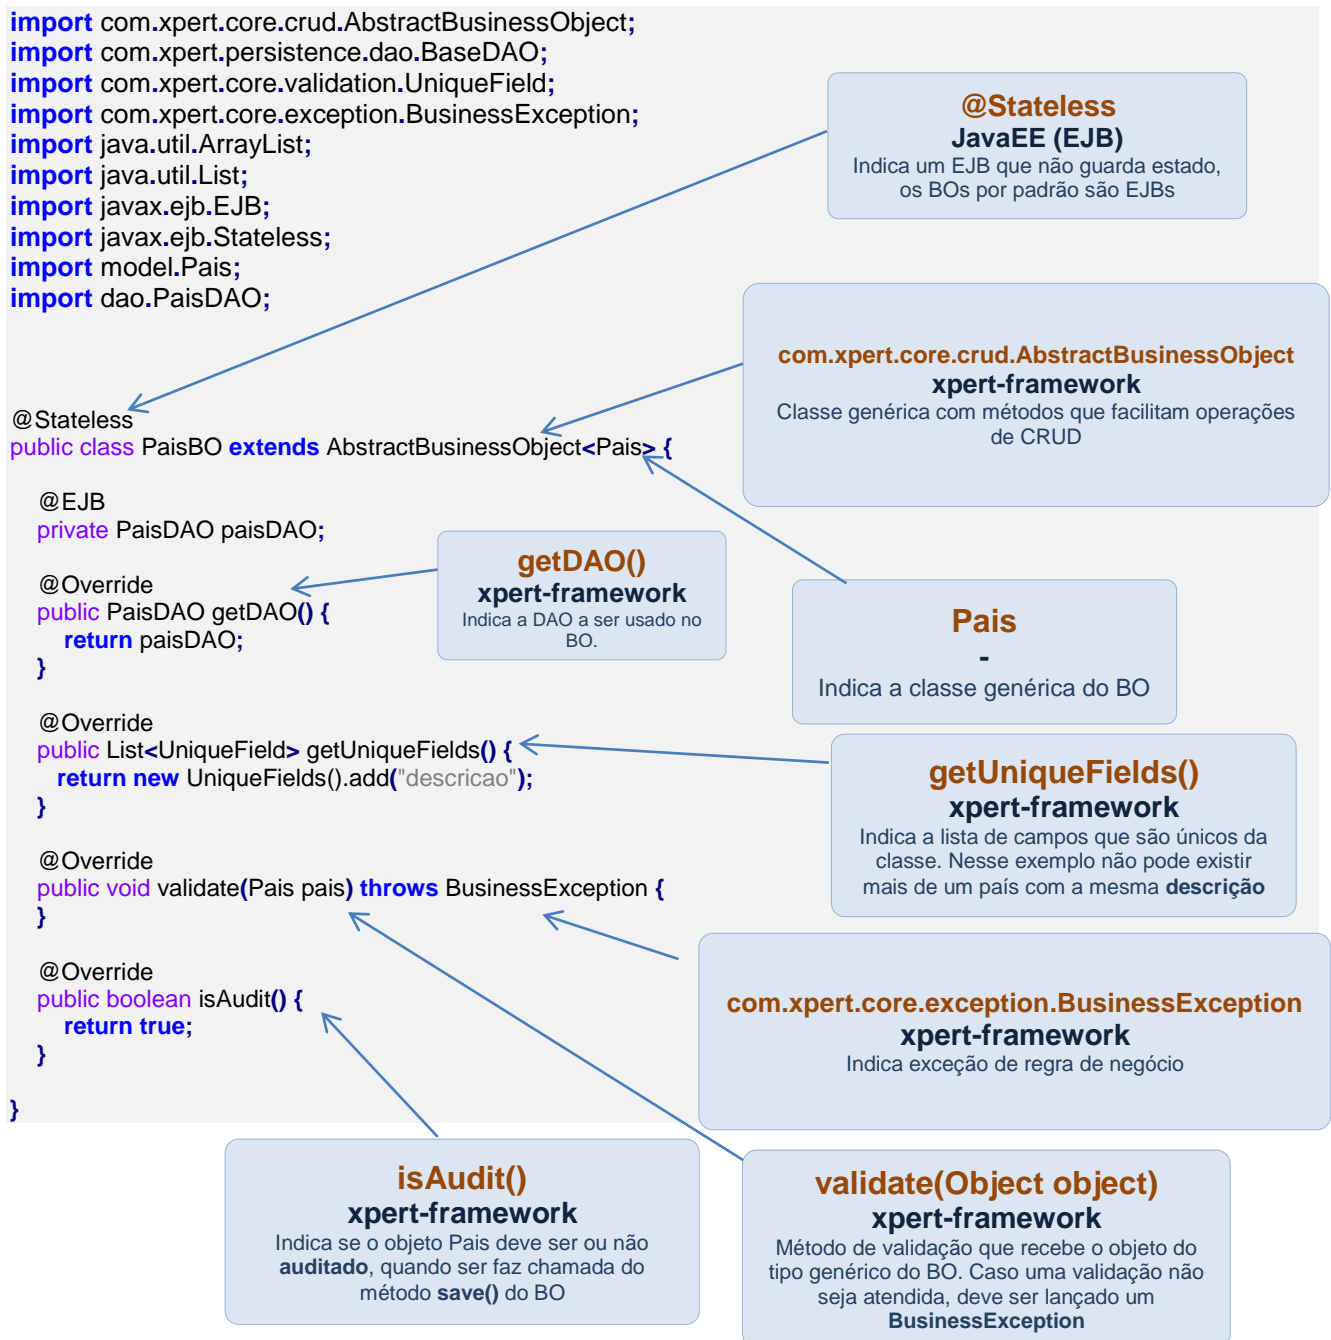 import com.xpert.core.crud.AbstractBusinessObject;
import com.xpert.persistence.dao.BaseDAO;
import com.xpert.core.validation.UniqueField;
import com.xpert.core.exception.BusinessException;
import java.util.ArrayList;
import java.util.List;
import javax.ejb.EJB;
import javax.ejb.Stateless;
import model.Pais;
import dao.PaisDAO;
@Stateless
JavaEE (EJB)
Indica um EJB que não guarda estado,
os BOs por padrão são EJBs
com.xpert.core.crud.AbstractBusinessObject
xpert-framework
Classe genérica com métodos que facilitam operações
de CRUD
@Stateless
public class PaisBO extends AbstractBusinessObject<Pais> {
@EJB
private PaisDAO paisDAO;
@Override
public PaisDAO getDAO() {
return paisDAO;
}
getDAO()
xpert-framework
Indica a DAO a ser usado no
BO.
Pais
-
Indica a classe genérica do BO
@Override
public List<UniqueField> getUniqueFields() {
return new UniqueFields().add("descricao");
}
getUniqueFields()
xpert-framework
Indica a lista de campos que são únicos da
classe. Nesse exemplo não pode existir
mais de um país com a mesma descrição
@Override
public void validate(Pais pais) throws BusinessException {
}
@Override
public boolean isAudit() {
return true;
}
}
com.xpert.core.exception.BusinessException
xpert-framework
Indica exceção de regra de negócio
isAudit()
xpert-framework
Indica se o objeto Pais deve ser ou não
auditado, quando ser faz chamada do
método save() do BO
validate(Object object)
xpert-framework
Método de validação que recebe o objeto do
tipo genérico do BO. Caso uma validação não
seja atendida, deve ser lançado um
BusinessException